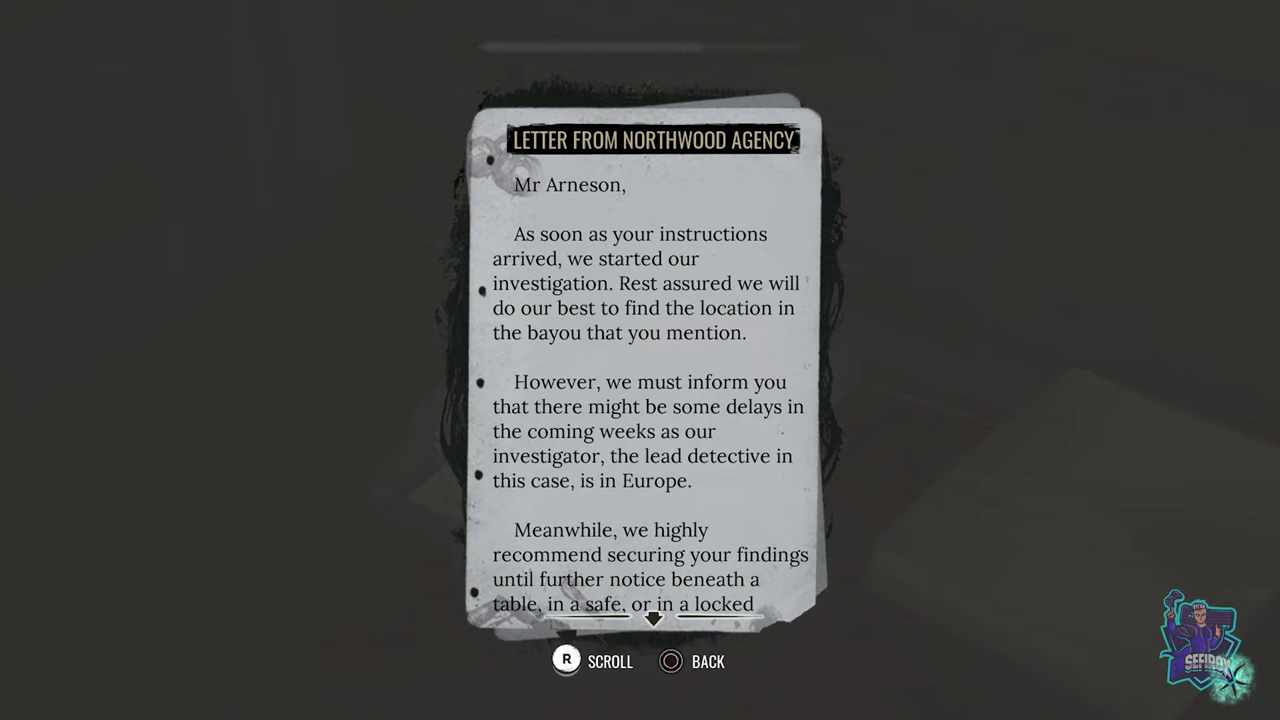 LETTER FROM NORTHWOOD AGENCY
Mr Arneson,
As soon as your instructions
arrived, we started our
investigation. Rest assured we will
do our best to find the location in
the bayou that you mention.
However, we must inform you
that there might be some delays in
the coming weeks as our
investigator, the lead detective in
this case, is in Europe.
Meanwhile, we highly
recommend securing your findings
until further notice beneath a
table, in a safe, or in a locked
R SCROLL BACK